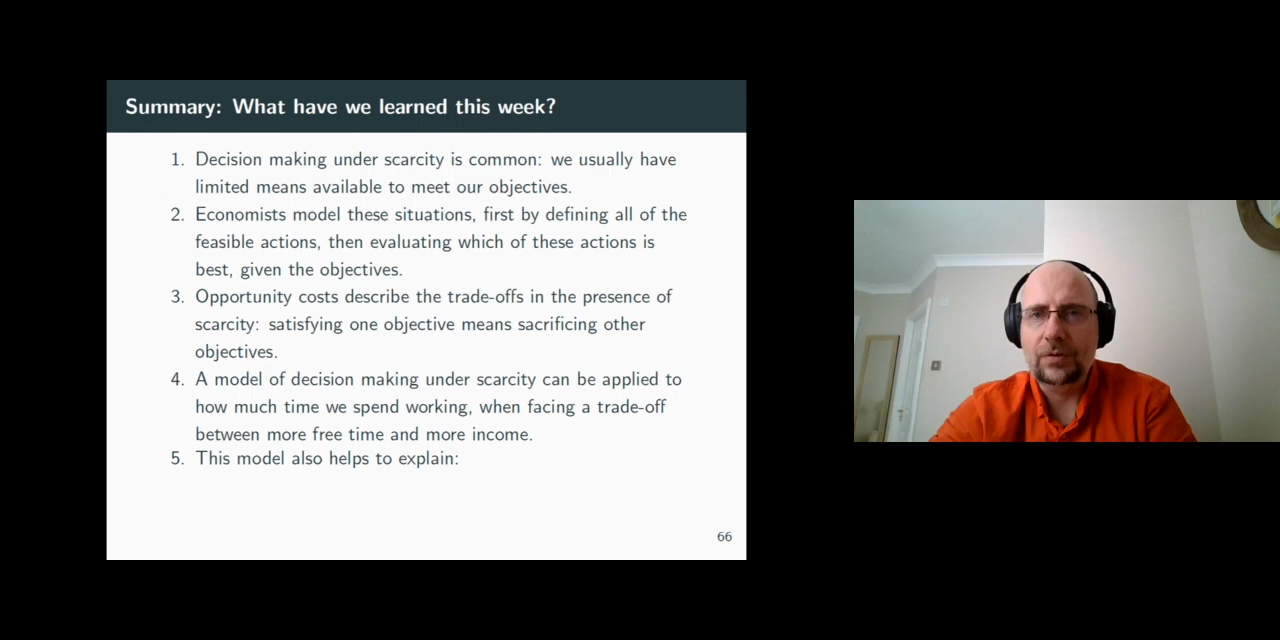 Summary: What have we learned this week?
1. Decision making under scarcity is common: we usually have
limited means available to meet our objectives.
2. Economists model these situations, first by defining all of the
feasible actions, then evaluating which of these actions is
best, given the objectives.
3. Opportunity costs describe the trade-offs in the presence of
scarcity: satisfying one objective means sacrificing other
objectives.
4. A model of decision making under scarcity can be applied to
how much time we spend working, when facing a trade-off
between more free time and more income.
5. This model also helps to explain:
66